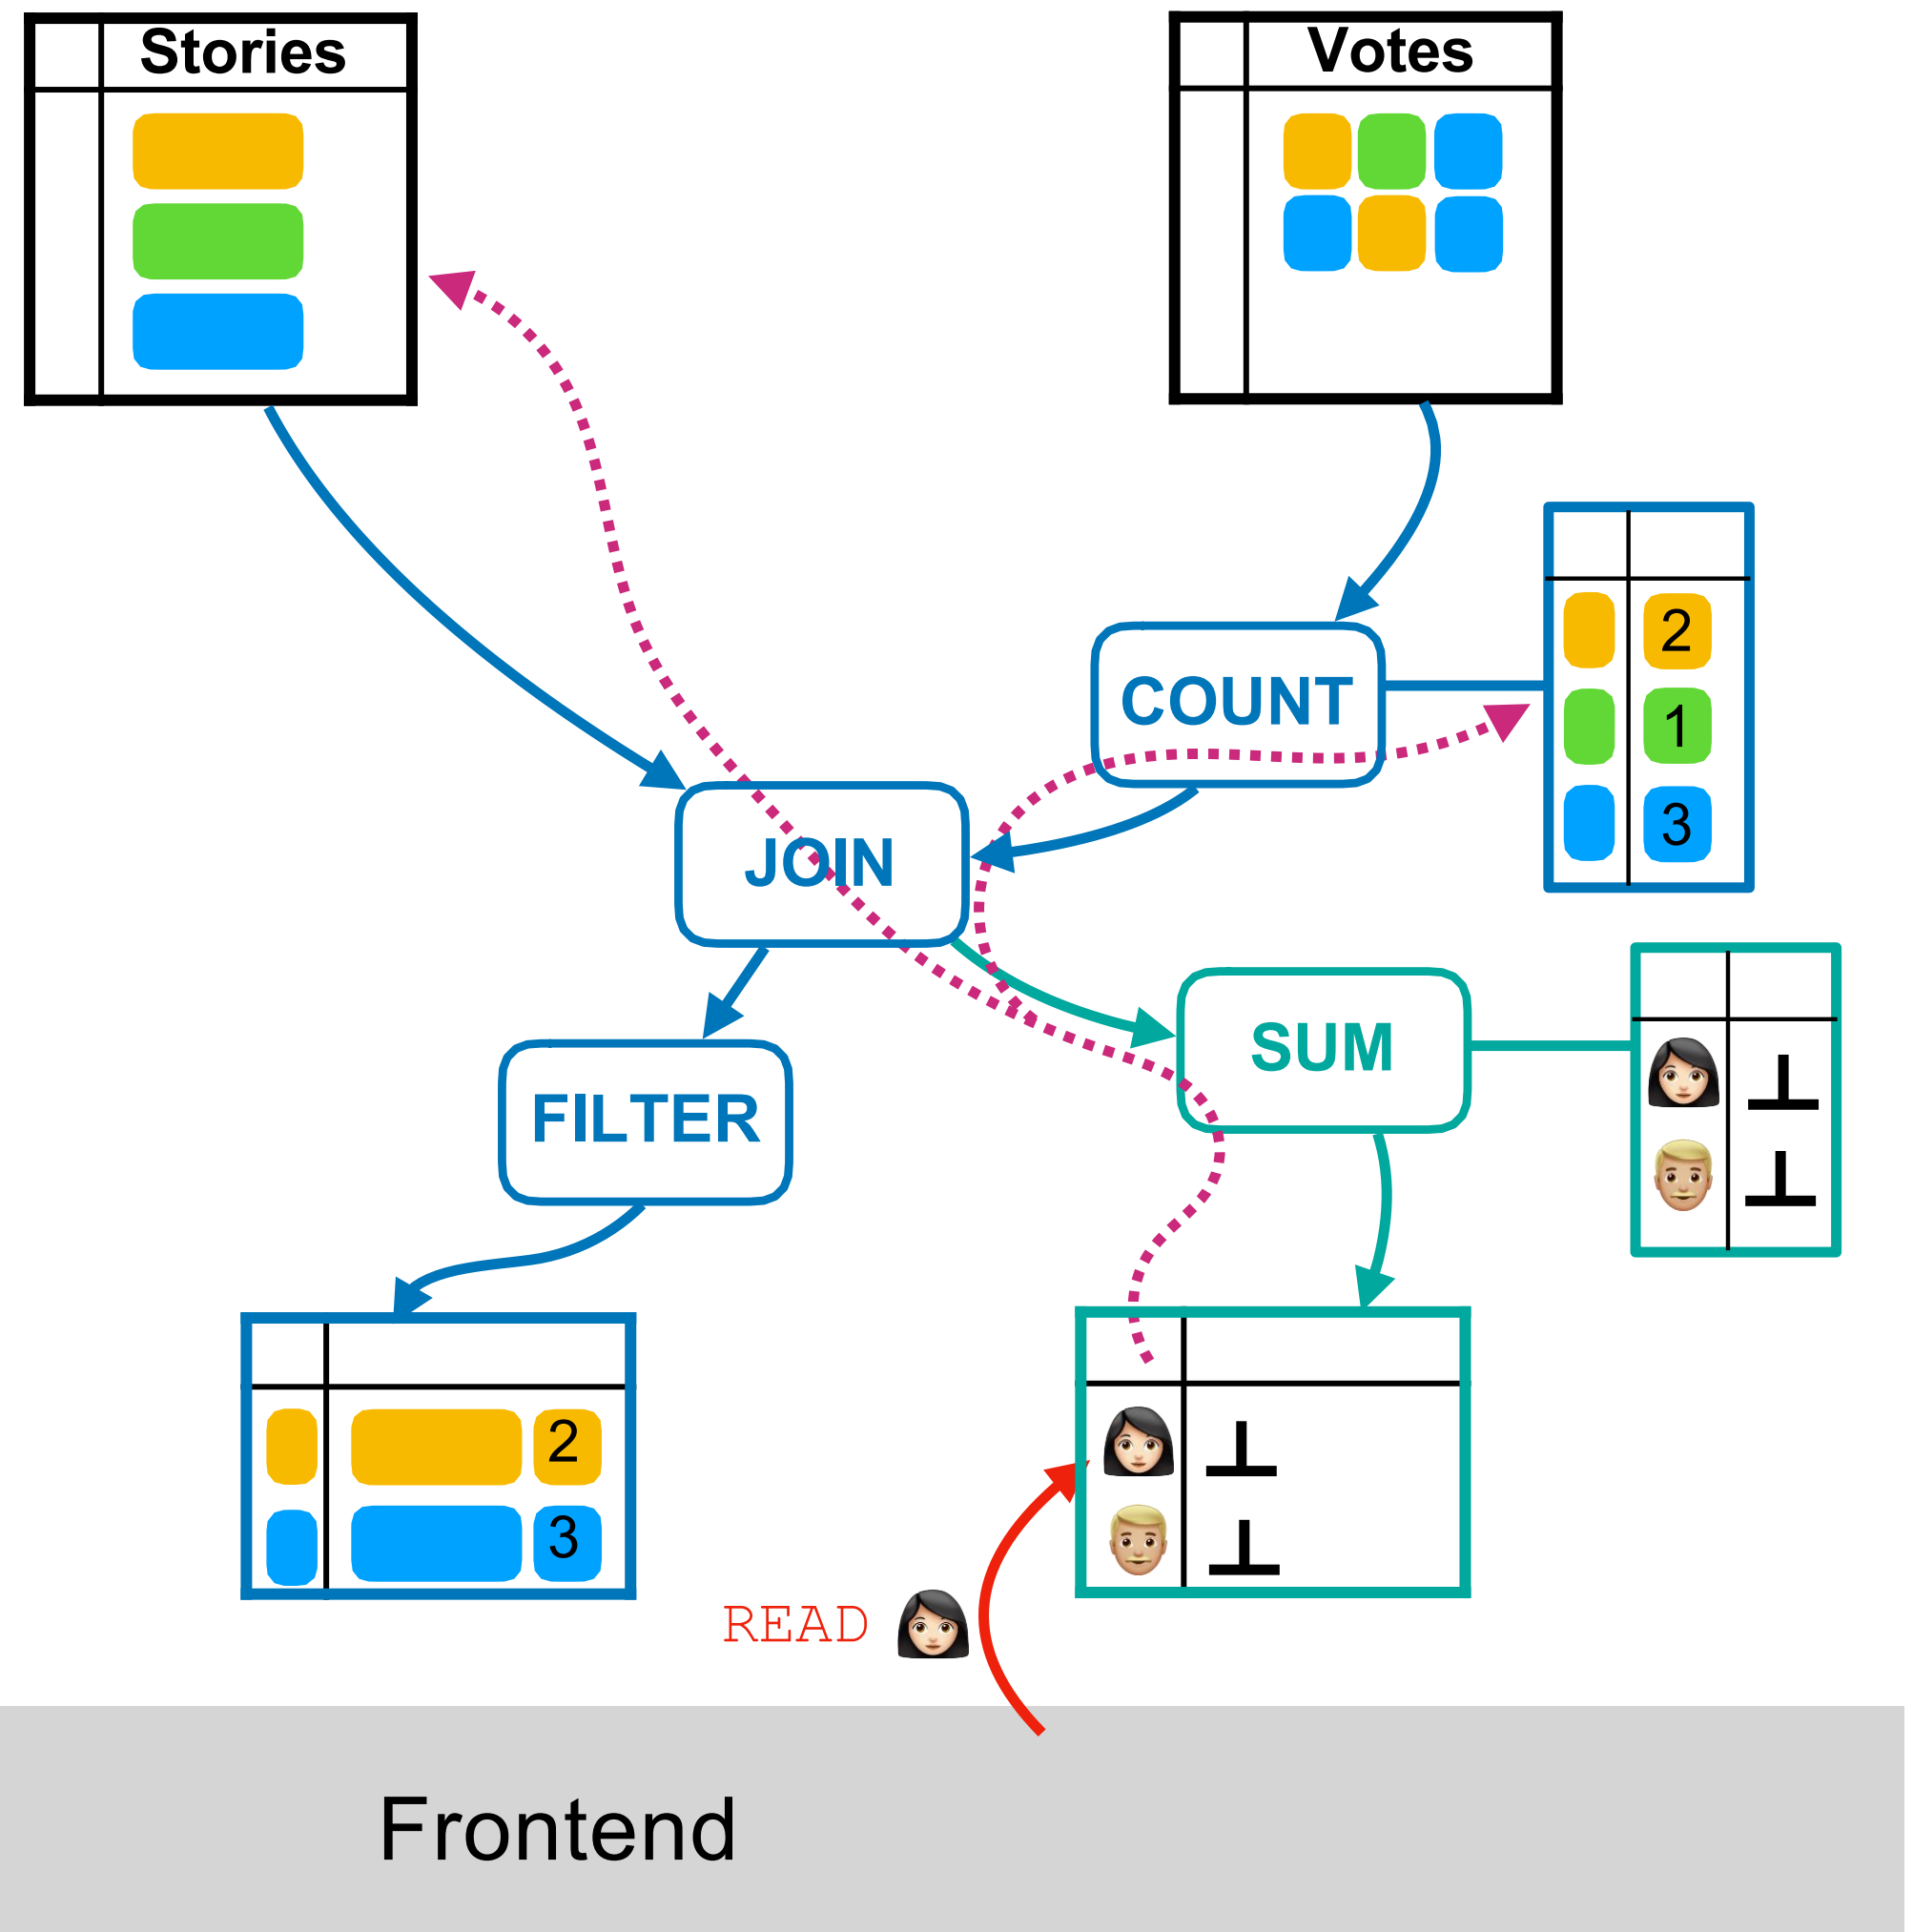 Stories
Votes
2
1
3
COUNT
JOIN
SUM
⊥
⊥
FILTER
2
3
⊥
⊥
READ
Frontend